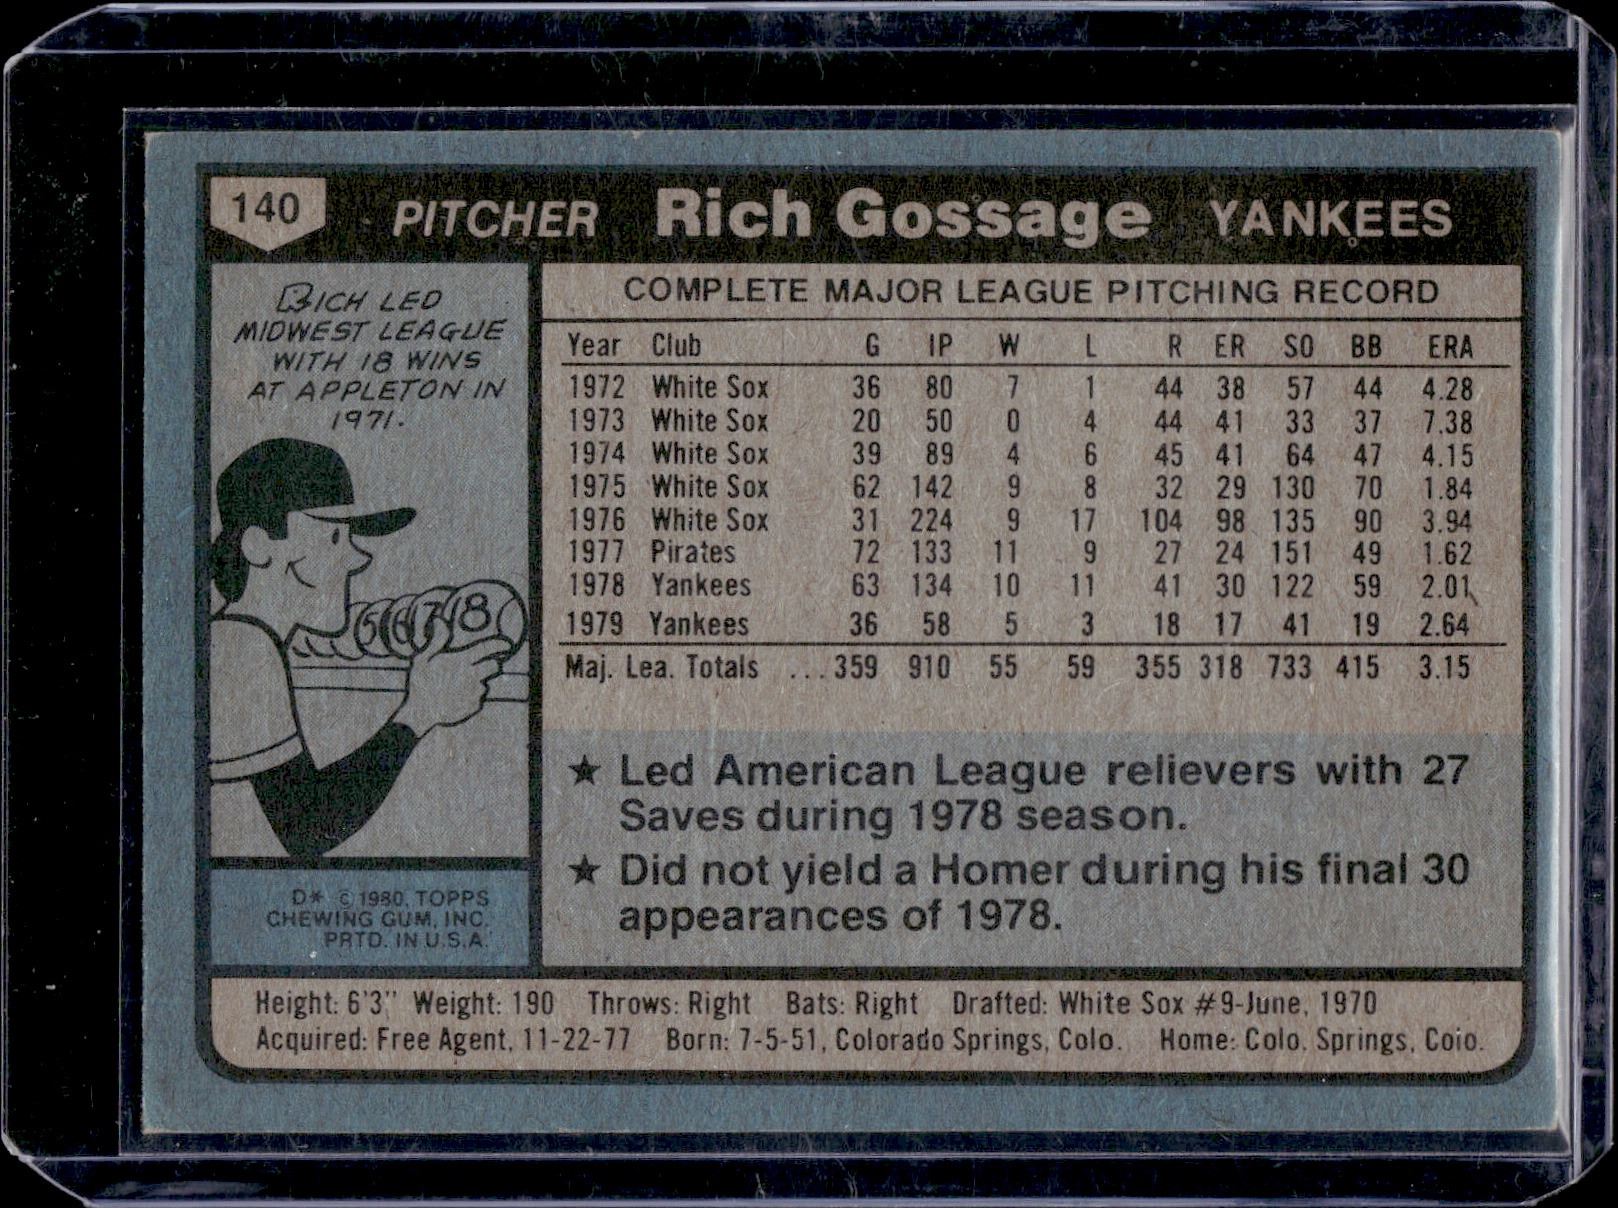 140 PITCHER Rich Gossage YANKEES
RICH LED
MIDWEST LEAGUE
WITH 18 WINS
AT APPLETON IN
1971.
5 6 7 8
D* © 1980, TOPPS
CHEWING GUM, INC.
PRTD. IN U.S.A.
COMPLETE MAJOR LEAGUE PITCHING RECORD
Year Club G IP W L R ER SO BB ERA
1972 White Sox 36 80 7 1 44 38 57 44 4.28
1973 White Sox 20 50 0 4 44 41 33 37 7.38
1974 White Sox 39 89 4 6 45 41 64 47 4.15
1975 White Sox 62 142 9 8 32 29 130 70 1.84
1976 White Sox 31 224 9 17 104 98 135 90 3.94
1977 Pirates 72 133 11 9 27 24 151 49 1.62
1978 Yankees 63 134 10 11 41 30 122 59 2.01
1979 Yankees 36 58 5 3 18 17 41 19 2.64
Maj. Lea. Totals ... 359 910 55 59 355 318 733 415 3.15
★ Led American League relievers with 27
Saves during 1978 season.
★ Did not yield a Homer during his final 30
appearances of 1978.
Height: 6'3" Weight: 190 Throws: Right Bats: Right Drafted: White Sox #9-June, 1970
Acquired: Free Agent, 11-22-77 Born: 7-5-51, Colorado Springs, Colo. Home: Colo. Springs, Colo.